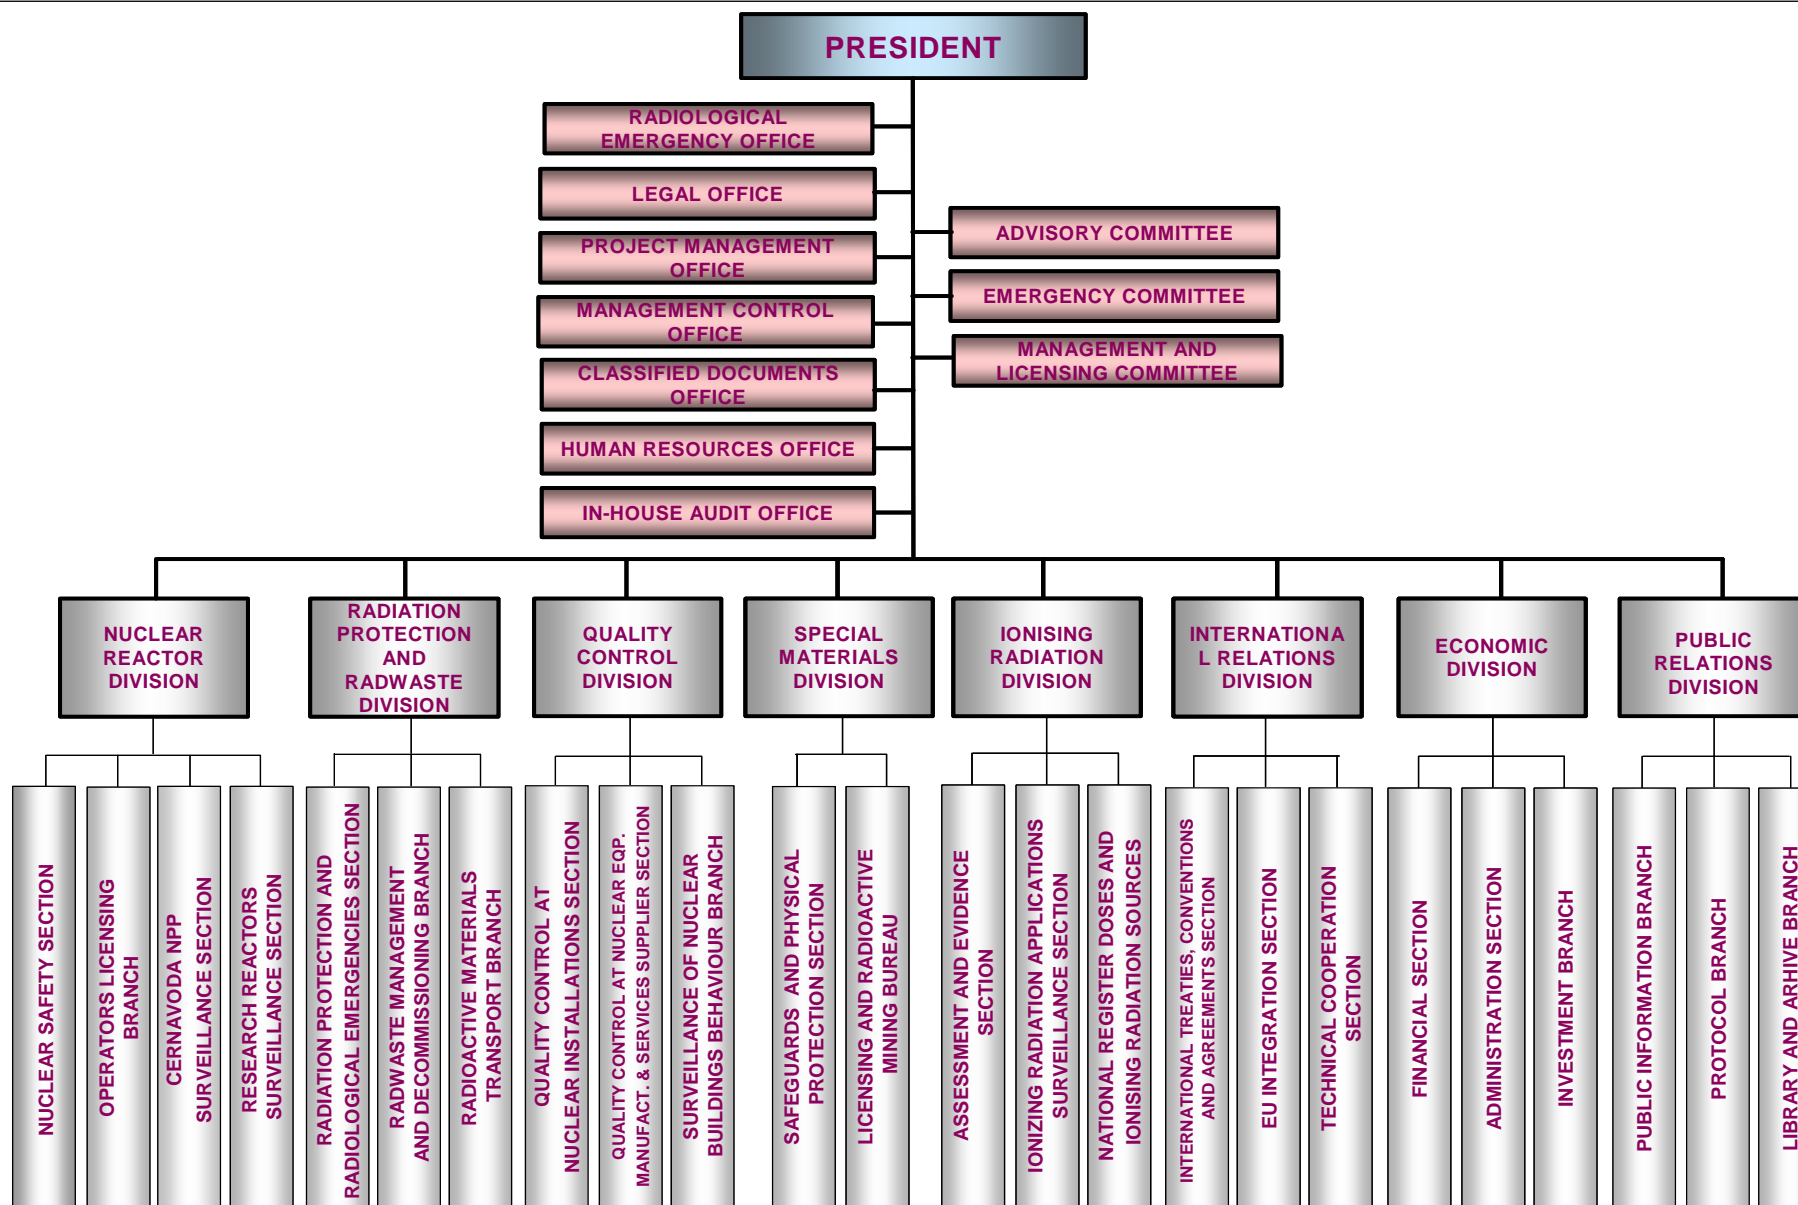 PRESIDENT
RADIOLOGICAL
EMERGENCY OFFICE
LEGAL OFFICE
PROJECT MANAGEMENT
OFFICE
MANAGEMENT CONTROL
OFFICE
CLASSIFIED DOCUMENTS
OFFICE
HUMAN RESOURCES OFFICE
IN-HOUSE AUDIT OFFICE
ADVISORY COMMITTEE
EMERGENCY COMMITTEE
MANAGEMENT AND
LICENSING COMMITTEE
NUCLEAR
REACTOR
DIVISION
RADIATION
PROTECTION
AND
RADWASTE
DIVISION
QUALITY
CONTROL
DIVISION
SPECIAL
MATERIALS
DIVISION
IONISING
RADIATION
DIVISION
INTERNATIONA
L RELATIONS
DIVISION
ECONOMIC
DIVISION
PUBLIC
RELATIONS
DIVISION
NUCLEAR SAFETY SECTION
OPERATORS LICENSING
BRANCH
CERNAVODA NPP
SURVEILLANCE SECTION
RESEARCH REACTORS
SURVEILLANCE SECTION
RADIATION PROTECTION AND
RADIOLOGICAL EMERGENCIES SECTION
RADWASTE MANAGEMENT
AND DECOMMISSIONING BRANCH
RADIOACTIVE MATERIALS
TRANSPORT BRANCH
QUALITY CONTROL AT
NUCLEAR INSTALLATIONS SECTION
QUALITY CONTROL AT NUCLEAR EQP.
MANUFACT. & SERVICES SUPPLIER SECTION
SURVEILLANCE OF NUCLEAR
BUILDINGS BEHAVIOUR BRANCH
SAFEGUARDS AND PHYSICAL
PROTECTION SECTION
LICENSING AND RADIOACTIVE
MINING BUREAU
ASSESSMENT AND EVIDENCE
SECTION
IONIZING RADIATION APPLICATIONS
SURVEILLANCE SECTION
NATIONAL REGISTER DOSES AND
IONISING RADIATION SOURCES
INTERNATIONAL TREATIES, CONVENTIONS
AND AGREEMENTS SECTION
EU INTEGRATION SECTION
TECHNICAL COOPERATION
SECTION
FINANCIAL SECTION
ADMINISTRATION SECTION
INVESTMENT BRANCH
PUBLIC INFORMATION BRANCH
PROTOCOL BRANCH
LIBRARY AND ARHIVE BRANCH